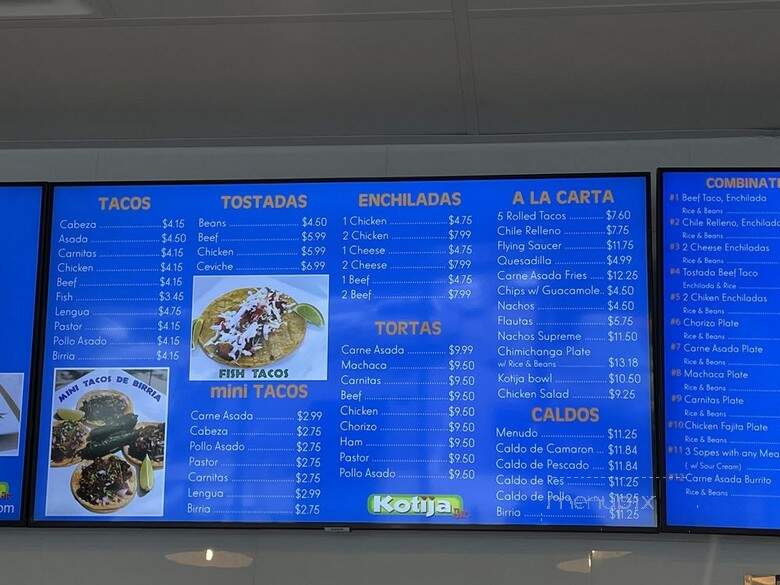 om
TACOS
Cabeza $4.15
Asada $4.50
Carnitas $4.15
Chicken $4.15
Beef $4.15
Fish $3.45
Lengua $4.75
Pastor $4.15
Pollo Asado $4.15
Birria $4.15
MINI TACOS DE BIRRIA
TOSTADAS
Beans $4.50
Beef $5.99
Chicken $5.99
Ceviche $6.99
FISH TACOS
mini TACOS
Carne Asada $2.99
Cabeza $2.75
Pollo Asado $2.75
Pastor $2.75
Carnitas $2.75
Lengua $2.99
Birria $2.75
ENCHILADAS
1 Chicken $4.75
2 Chicken $7.99
1 Cheese $4.75
2 Cheese $7.99
1 Beef $4.75
2 Beef $7.99
TORTAS
Carne Asada $9.99
Machaca $9.50
Carnitas $9.50
Beef $9.50
Chicken $9.50
Chorizo $9.50
Ham $9.50
Pastor $9.50
Pollo Asado $9.50
Kotija Jr.
A LA CARTA
5 Rolled Tacos $7.60
Chile Relleno $7.75
Flying Saucer $11.75
Quesadilla $4.99
Carne Asada Fries $12.25
Chips w/ Guacamole.. $4.50
Nachos $4.50
Flautas $5.75
Nachos Supreme $11.50
Chimichanga Plate
w/ Rice & Beans $13.18
Kotija bowl $10.50
Chicken Salad $9.25
CALDOS
Menudo $11.25
Caldo de Camaron .. $11.84
Caldo de Pescado $11.84
Caldo de Res $11.25
Caldo de Pollo $11.25
Birria $11.25
menupix
COMBINATI
#1 Beef Taco, Enchilada
Rice & Beans
#2 Chile Relleno, Enchilada
Rice & Beans
#3 2 Cheese Enchiladas
Rice & Beans
#4 Tostado Beef Taco
Enchilada & Rice
#5 2 Chiken Enchiladas
Rice & Beans
#6 Chorizo Plate
Rice & Beans
#7 Carne Asada Plate
Rice & Beans
#8 Machaca Plate
Rice & Beans
#9 Carnitas Plate
Rice & Beans
#10 Chicken Fajita Plate
Rice & Beans
#11 3 Sopes with any Mea
( w/ Sour Cream)
#12 Carne Asada Burrito
Rice & Beans